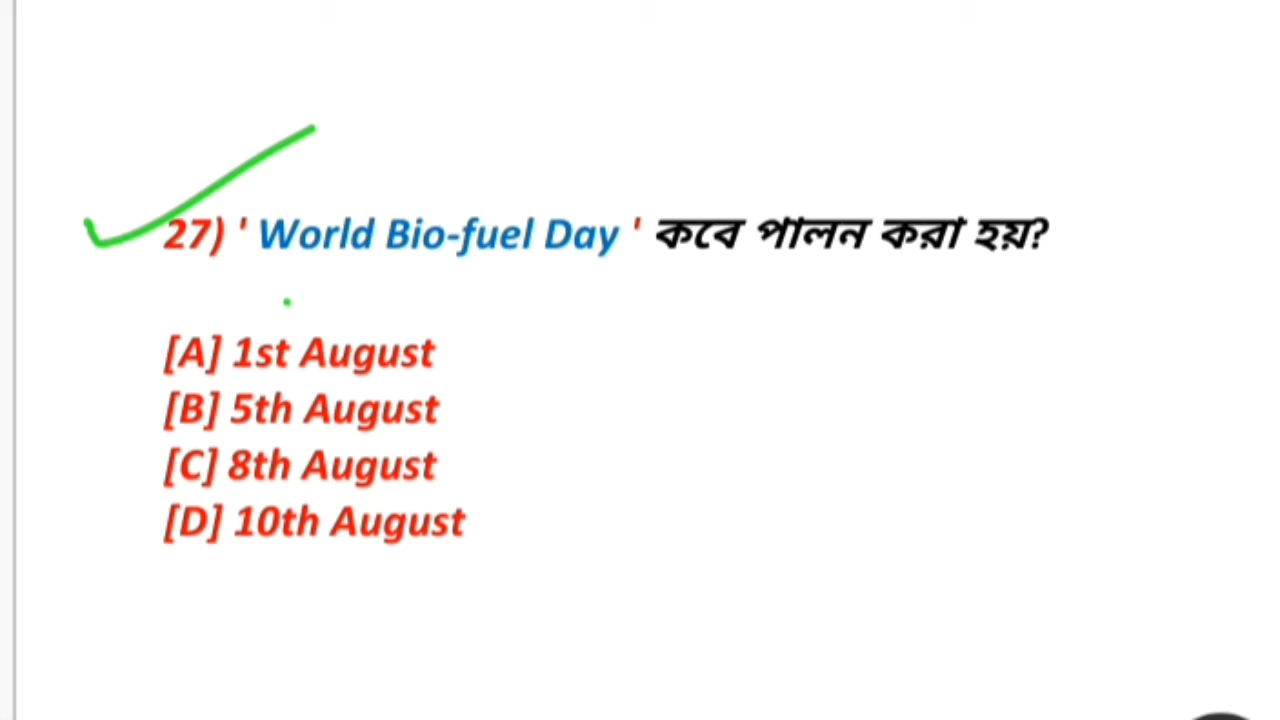 27) ' World Bio-fuel Day ' কবে পালন করা হয়?
[A] 1st August
[B] 5th August
[C] 8th August
[D] 10th August